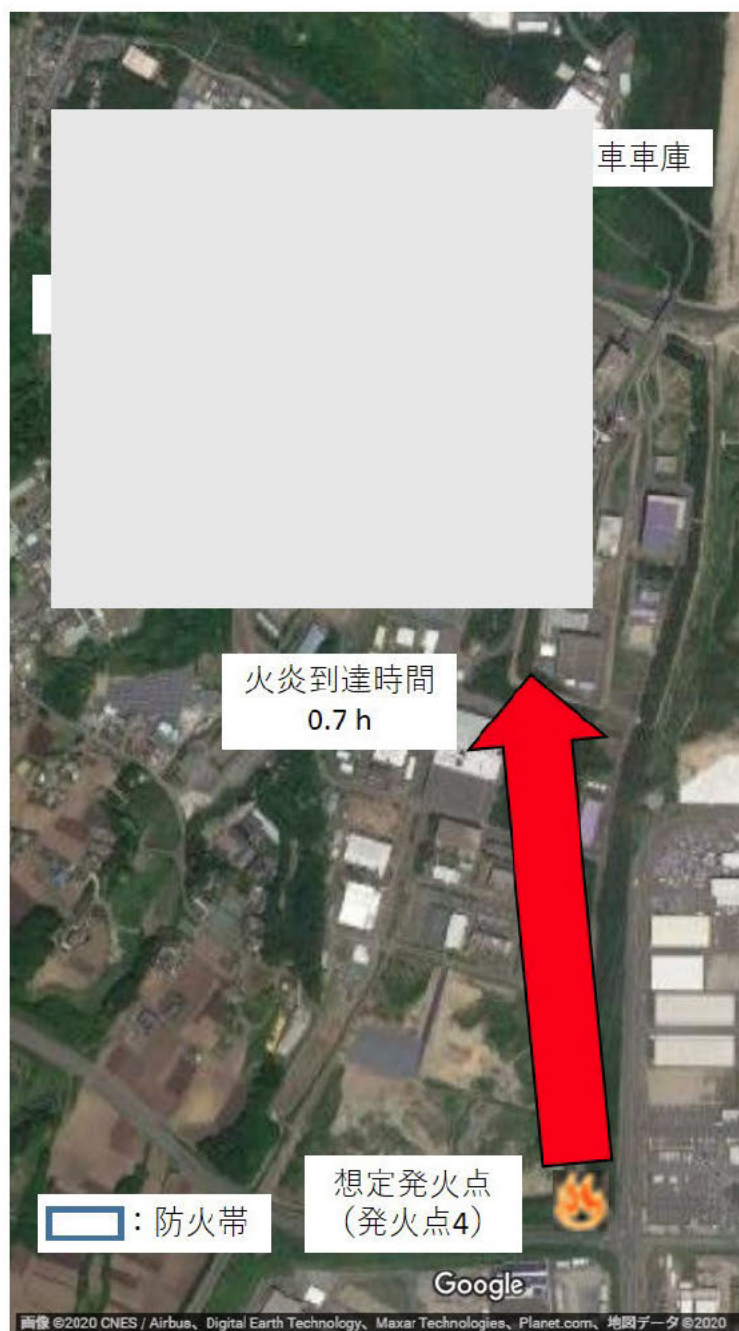 車車庫
火炎到達時間
0.7 h
想定発火点
（発火点4）
：防火帯
Google
画像 ©2020 CNES / Airbus、Digital Earth Technology、Maxar Technologies、Planet.com、地図データ ©2020